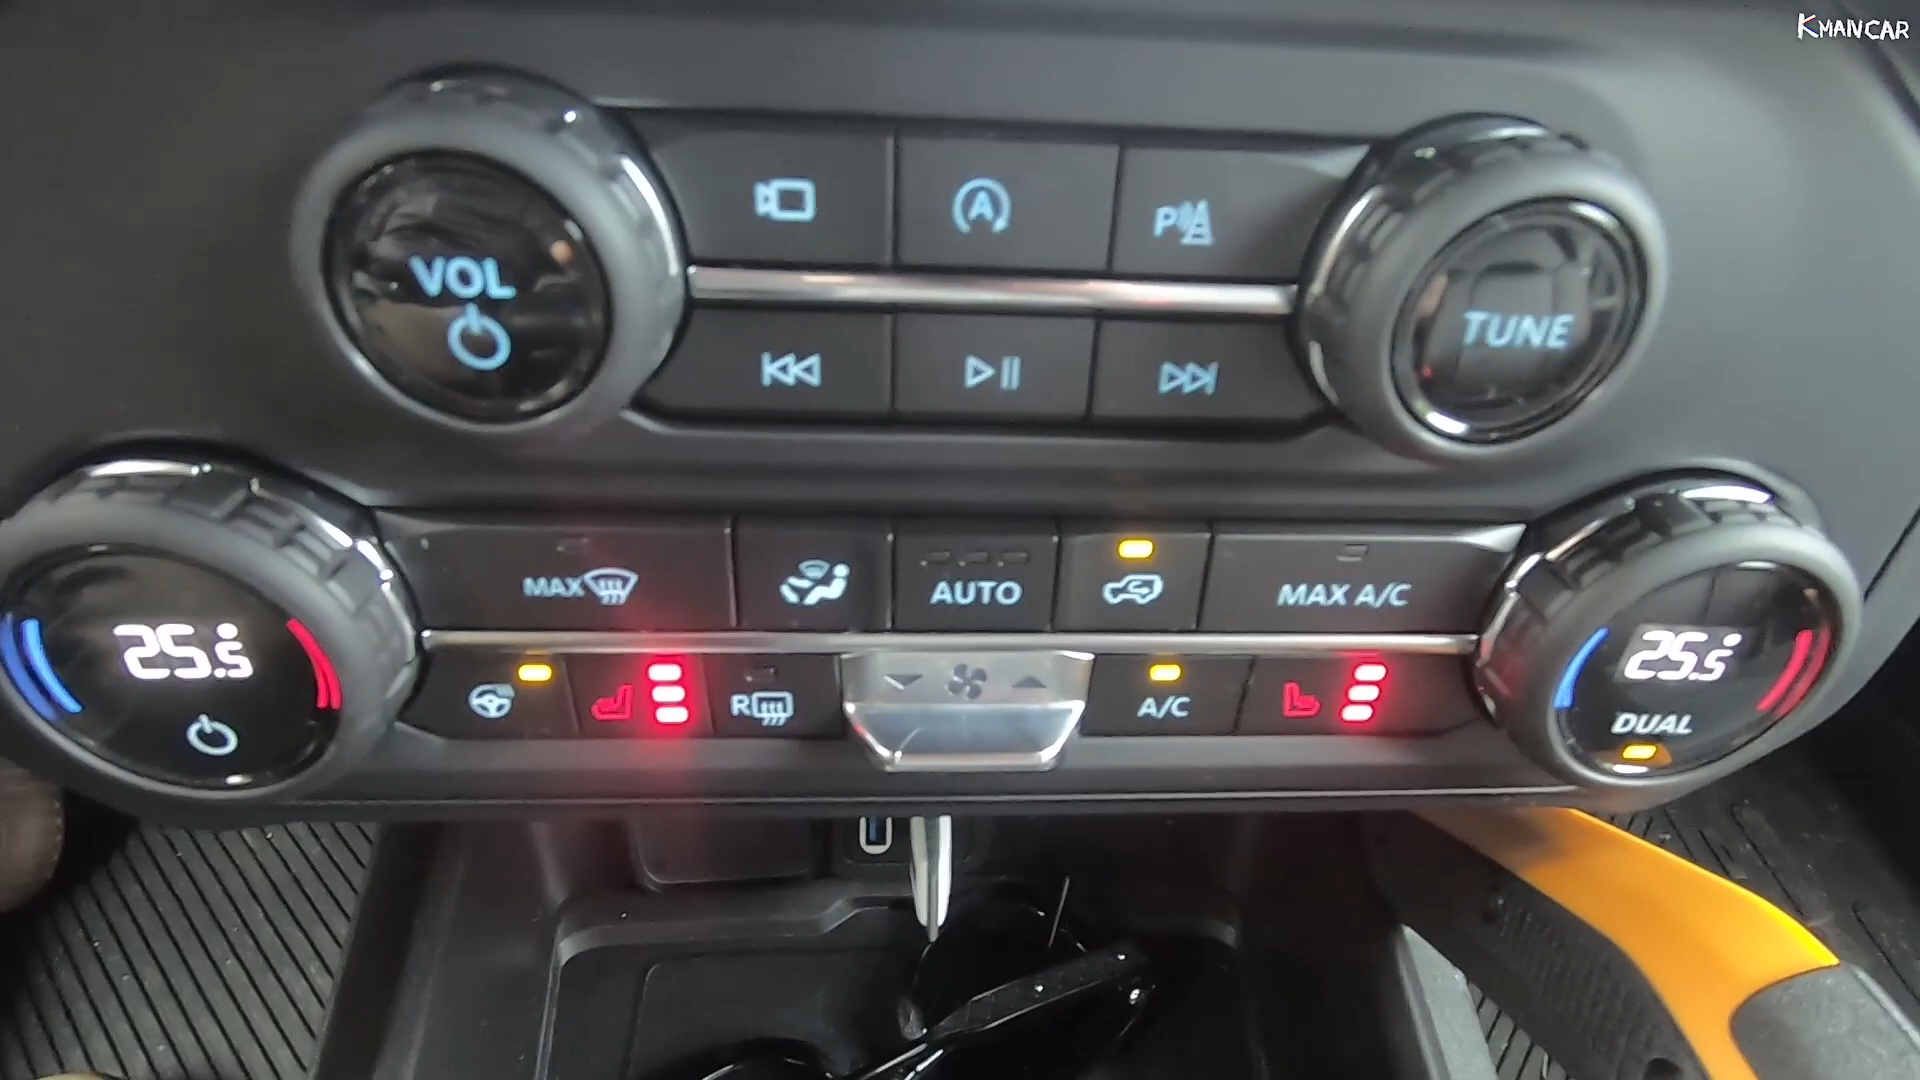 KMANCAR
VOL
P
TUNE
MAX
AUTO
MAX A/C
25.5
R
A/C
25.5
DUAL